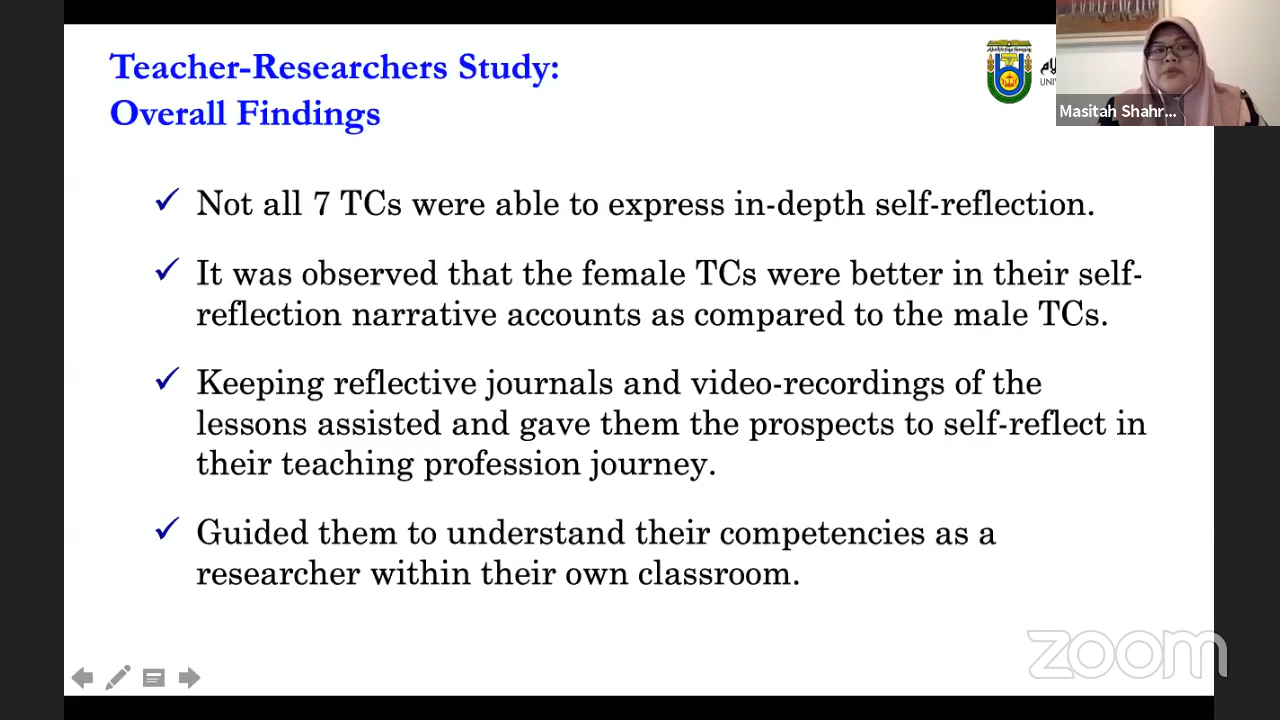 Teacher-Researchers Study:
Overall Findings
UNIV
Masitah Shahr...
Not all 7 TCs were able to express in-depth self-reflection.
It was observed that the female TCs were better in their self-
reflection narrative accounts as compared to the male TCs.
Keeping reflective journals and video-recordings of the
lessons assisted and gave them the prospects to self-reflect in
their teaching profession journey.
Guided them to understand their competencies as a
researcher within their own classroom.
zoom